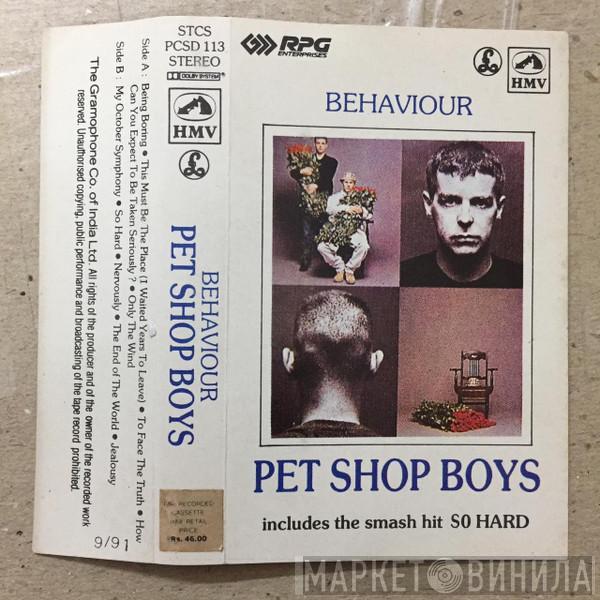 STCS
PCSD 113
STEREO
DOLBY SYSTEM
HMV
BEHAVIOUR
PET SHOP BOYS
PRE RECORDED
CASSETTE
MAX RETAIL
PRICE
Rs. 46.00
Side A : Being Boring • This Must Be The Place (I Waited Years To Leave) • To Face The Truth • How
Can You Expect To Be Taken Seriously? • Only The Wind
Side B : My October Symphony • So Hard • Nervously • The End of The World • Jealousy
The Gramophone Co. of India Ltd. All rights of the producer and of the owner of the recorded work
reserved. Unauthorised copying, public performance and broadcasting of the tape record prohibited.
9/91
RPG
ENTERPRISES
HMV
BEHAVIOUR
PET SHOP BOYS
includes the smash hit SO HARD
МАРКЕТ ВИНИЛА